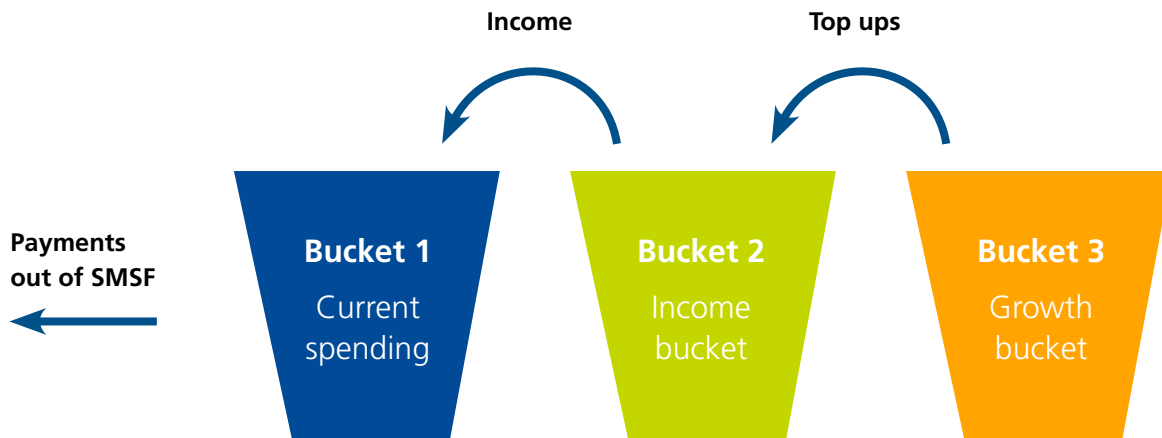 Income
Top ups
Payments
out of SMSF
Bucket 1
Current
spending
Bucket 2
Income
bucket
Bucket 3
Growth
bucket